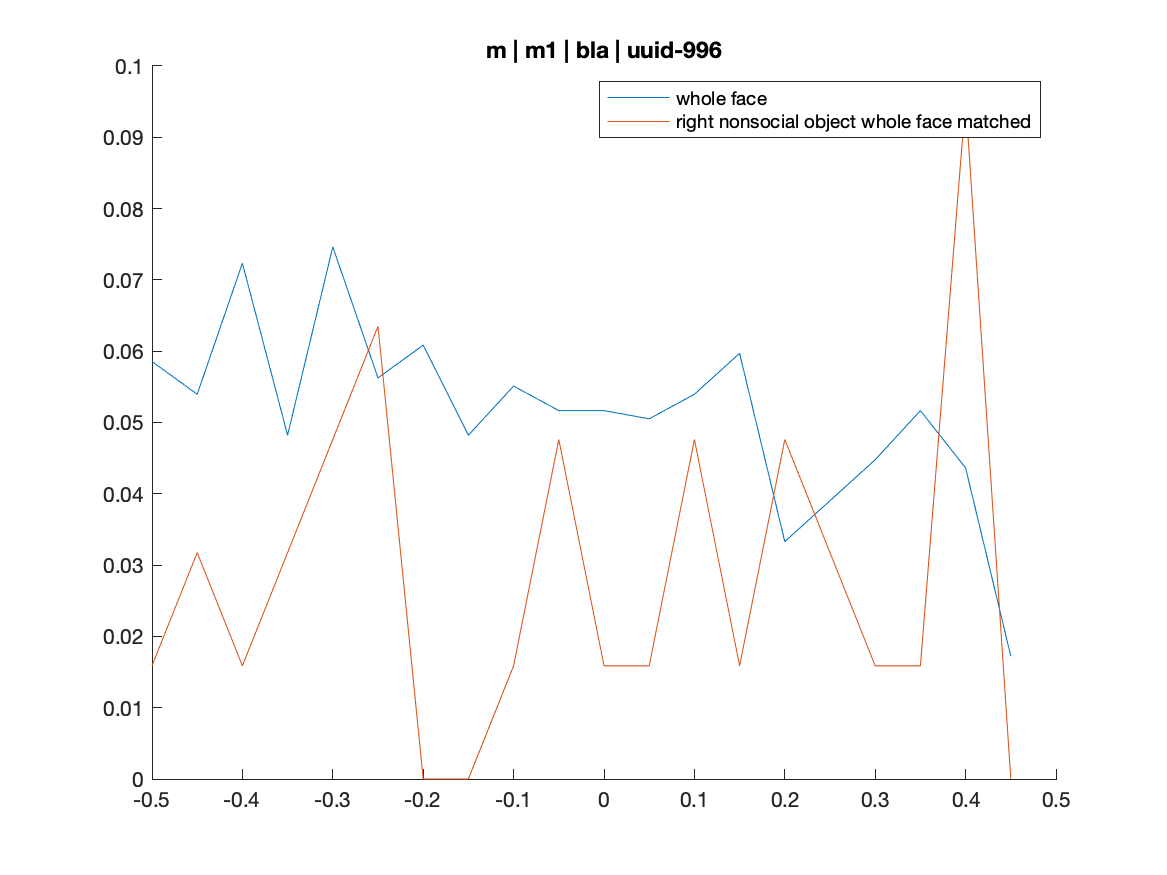 m | m1 | bla | uuid-996
whole face
right nonsocial object whole face matched
0.1
0.09
0.08
0.07
0.06
0.05
0.04
0.03
0.02
0.01
0
-0.5 -0.4 -0.3 -0.2 -0.1 0 0.1 0.2 0.3 0.4 0.5